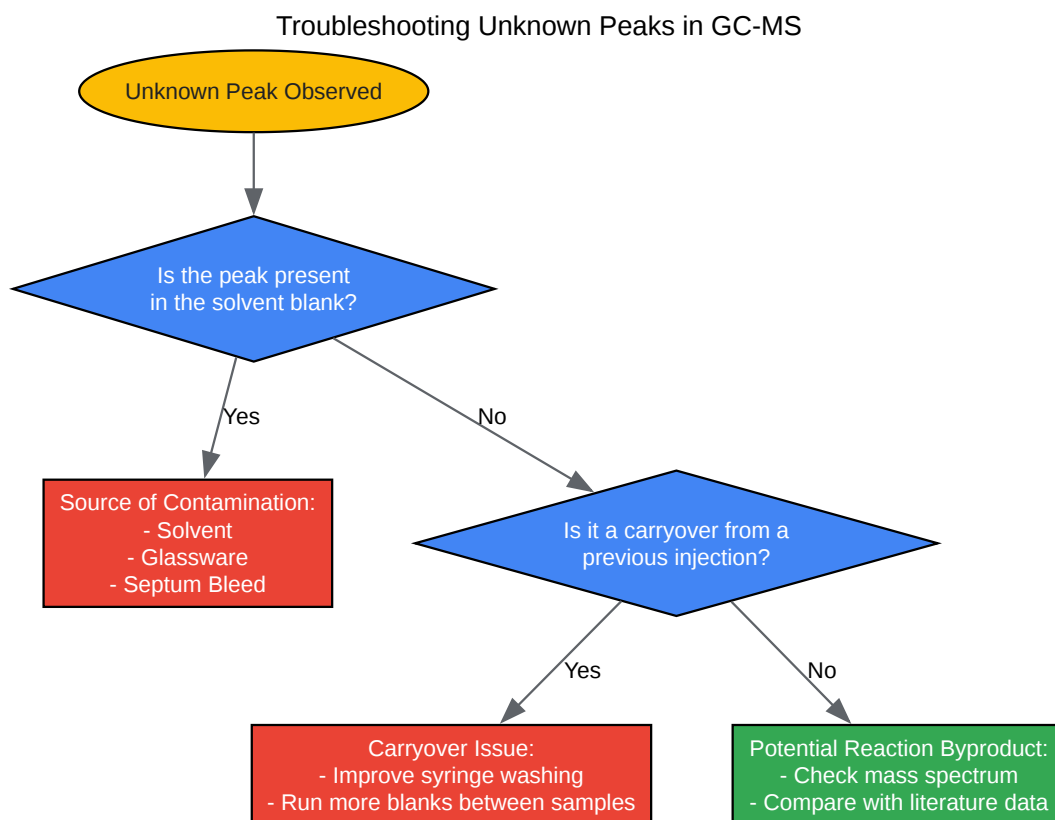 Troubleshooting Unknown Peaks in GC-MS
Unknown Peak Observed
Is the peak present
in the solvent blank?
Yes
No
Source of Contamination:
- Solvent
- Glassware
- Septum Bleed
Is it a carryover from a
previous injection?
Yes
No
Carryover Issue:
- Improve syringe washing
- Run more blanks between samples
Potential Reaction Byproduct:
- Check mass spectrum
- Compare with literature data